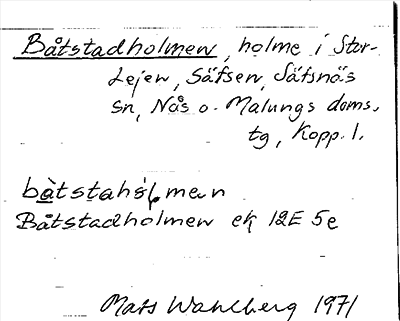 Båtstadholmen, holme i Stor-
Lejen, Säfsen, Säfsnäs
sn, Nås o. Malungs doms.
tg, Kopp. l.
Båtstadholmen ek 12E 5e
Mats Wahlberg 1971